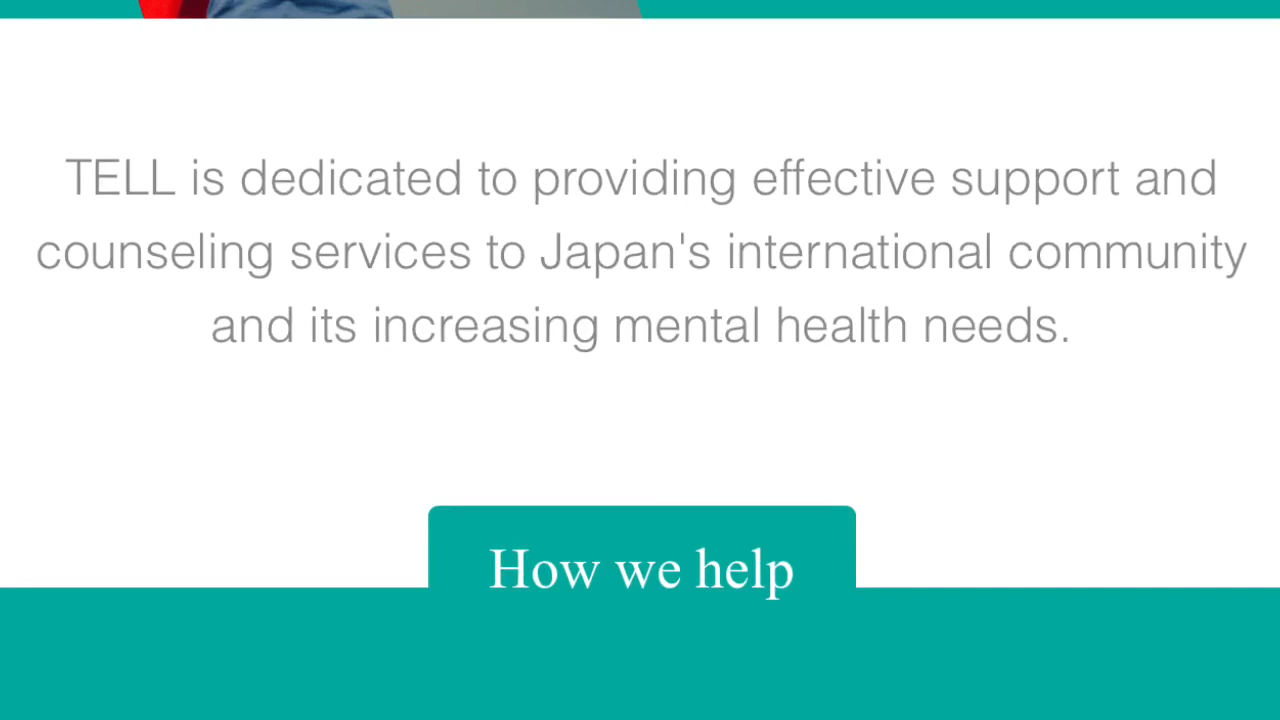 TELL is dedicated to providing effective support and
counseling services to Japan's international community
and its increasing mental health needs.
How we help